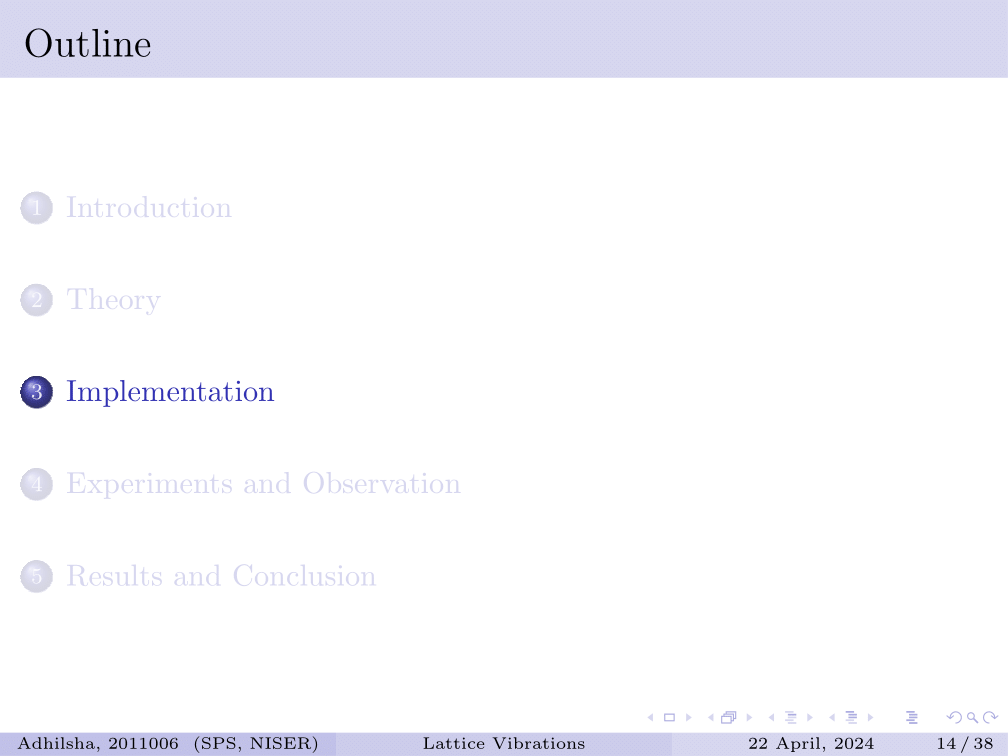 Outline
1 Introduction
2 Theory
3 Implementation
4 Experiments and Observation
5 Results and Conclusion
Adhilsha, 2011006 (SPS, NISER) Lattice Vibrations 22 April, 2024 14 / 38